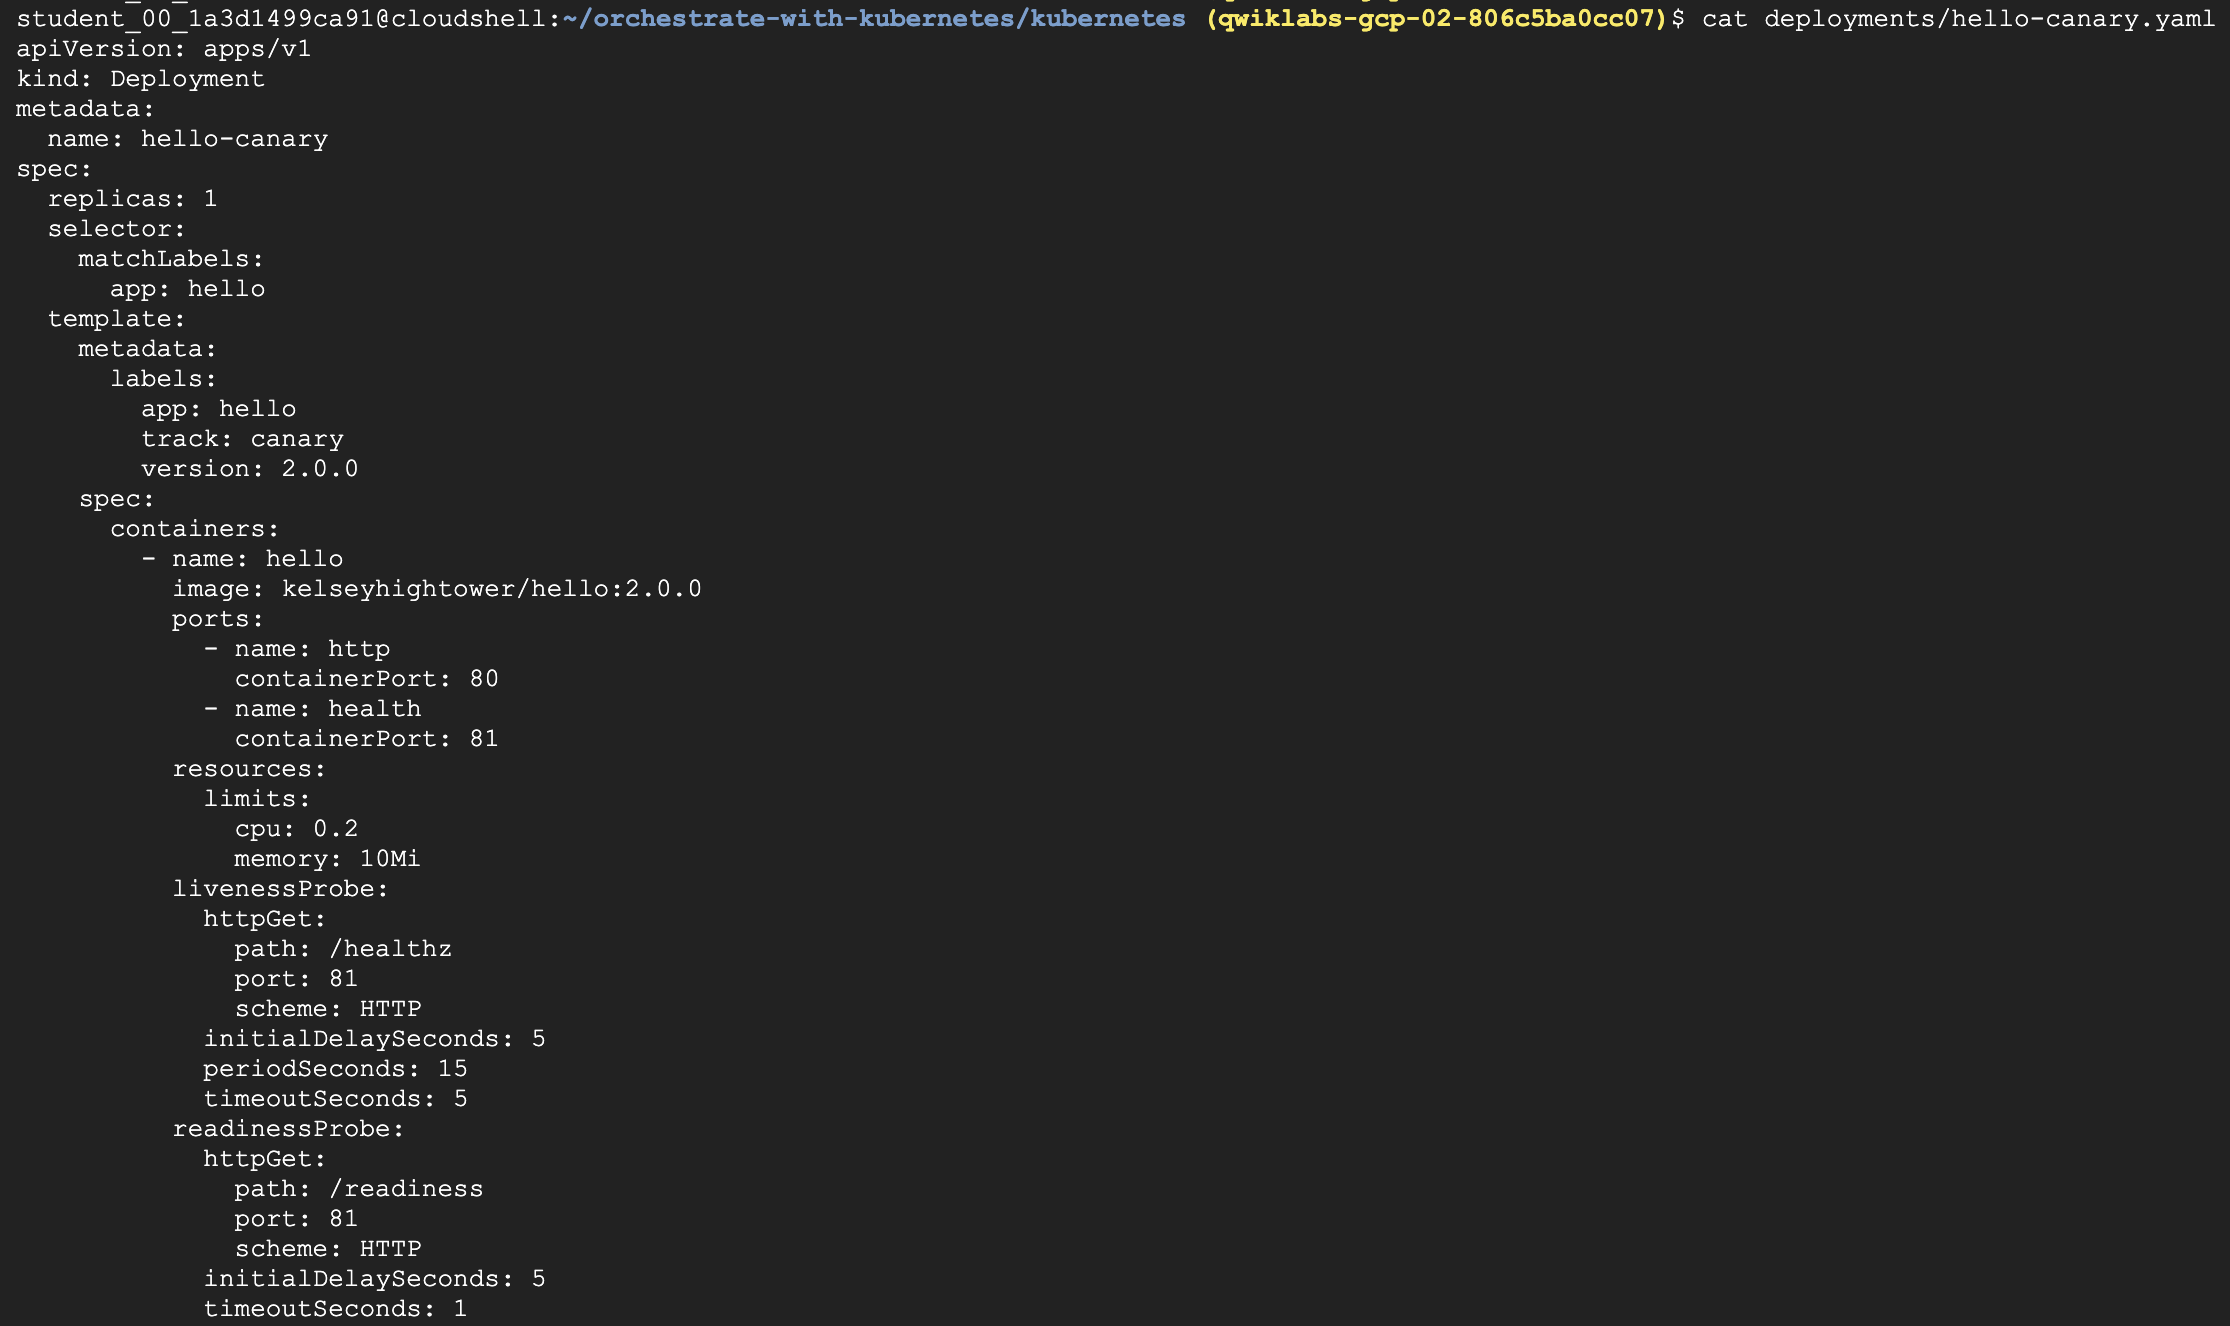 student_00_1a3d1499ca91@cloudshell:~/orchestrate-with-kubernetes/kubernetes (qwiklabs-gcp-02-806c5ba0cc07)$ cat deployments/hello-canary.yaml
apiVersion: apps/v1
kind: Deployment
metadata:
  name: hello-canary
spec:
  replicas: 1
  selector:
    matchLabels:
      app: hello
  template:
    metadata:
      labels:
        app: hello
        track: canary
        version: 2.0.0
    spec:
      containers:
        - name: hello
          image: kelseyhightower/hello:2.0.0
          ports:
            - name: http
              containerPort: 80
            - name: health
              containerPort: 81
          resources:
            limits:
              cpu: 0.2
              memory: 10Mi
          livenessProbe:
            httpGet:
              path: /healthz
              port: 81
              scheme: HTTP
            initialDelaySeconds: 5
            periodSeconds: 15
            timeoutSeconds: 5
          readinessProbe:
            httpGet:
              path: /readiness
              port: 81
              scheme: HTTP
            initialDelaySeconds: 5
            timeoutSeconds: 1